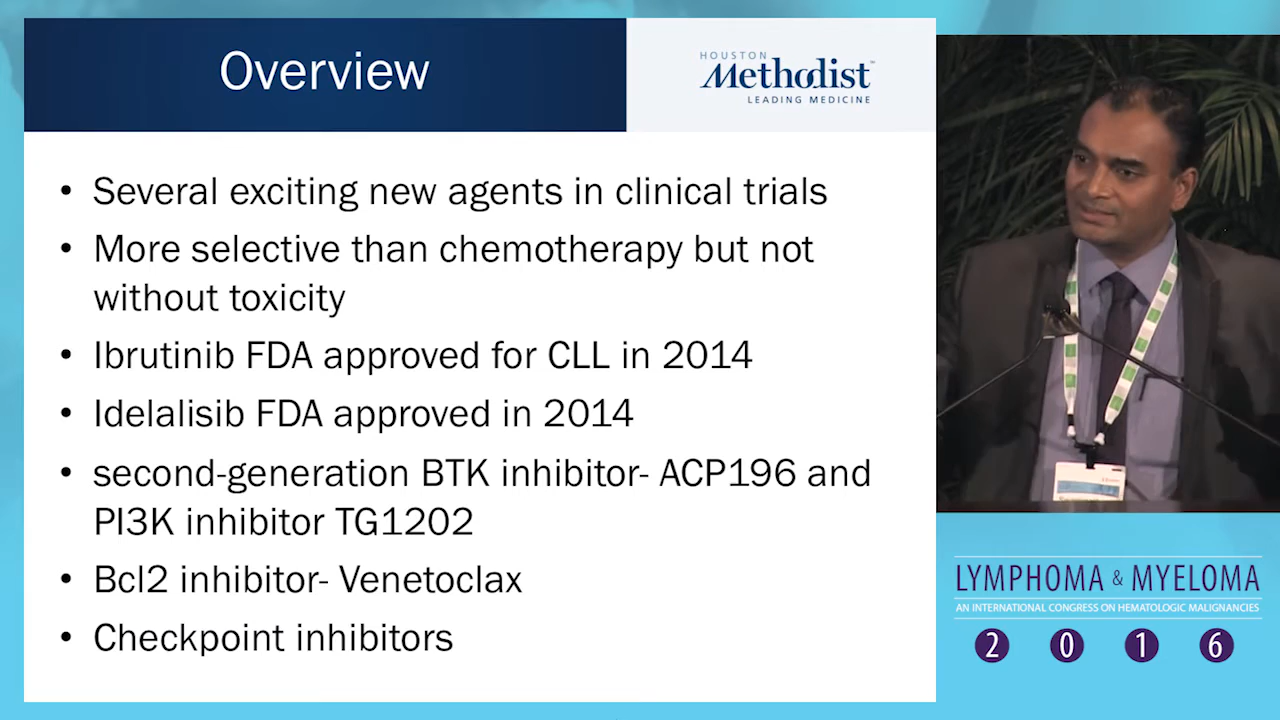 Overview
HOUSTON
Methodist
LEADING MEDICINE
• Several exciting new agents in clinical trials
• More selective than chemotherapy but not
without toxicity
• Ibrutinib FDA approved for CLL in 2014
• Idelalisib FDA approved in 2014
• second-generation BTK inhibitor- ACP196 and
PI3K inhibitor TG1202
• Bcl2 inhibitor- Venetoclax
• Checkpoint inhibitors
LYMPHOMA & MYELOMA
AN INTERNATIONAL CONGRESS ON HEMATOLOGIC MALIGNANCIES
2 0 1 6